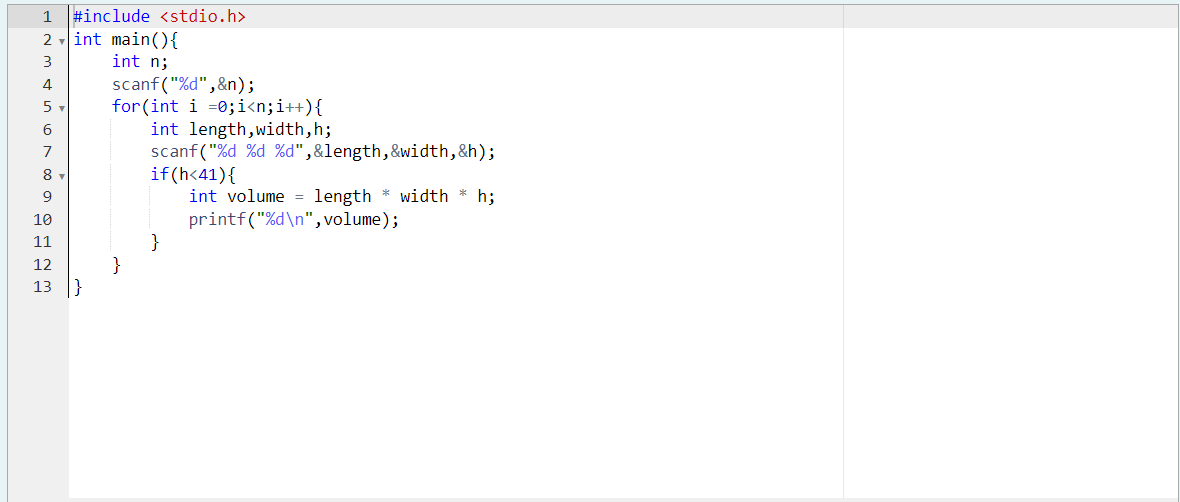 1 #include <stdio.h>
2 int main(){
3     int n;
4     scanf("%d",&n);
5     for(int i =0;i<n;i++){
6         int length,width,h;
7         scanf("%d %d %d",&length,&width,&h);
8         if(h<41){
9             int volume = length * width * h;
10             printf("%d\n",volume);
11         }
12     }
13 }